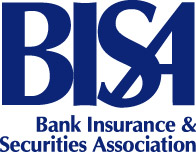 BISA
Bank Insurance &
Securities Association